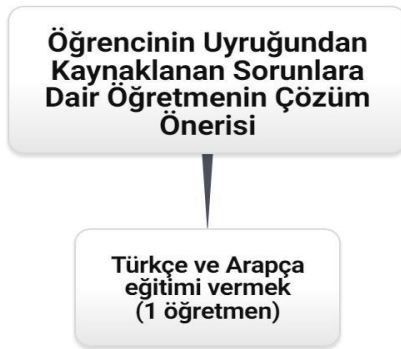 Öğrencinin Uyruğundan
Kaynaklanan Sorunlara
Dair Öğretmenin Çözüm
Önerisi
Türkçe ve Arapça
eğitimi vermek
(1 öğretmen)